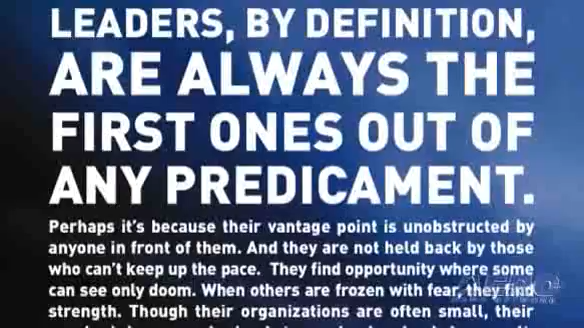 LEADERS, BY DEFINITION,
ARE ALWAYS THE
FIRST ONES OUT OF
ANY PREDICAMENT.
Perhaps it's because their vantage point is unobstructed by
anyone in front of them. And they are not held back by those
who can't keep up the pace. They find opportunity where some
can see only doom. When others are frozen with fear, they find
strength. Though their organizations are often small, their